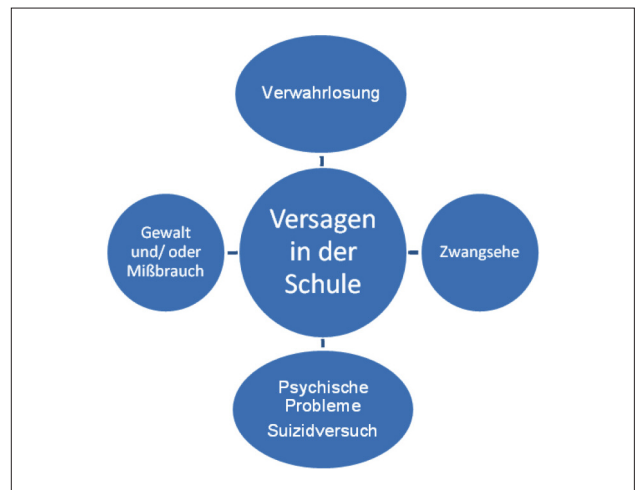 Verwahrlosung
Gewalt
und/ oder
Mißbrauch
Versagen
in der
Schule
Zwangsehe
Psychische
Probleme
Suizidversuch